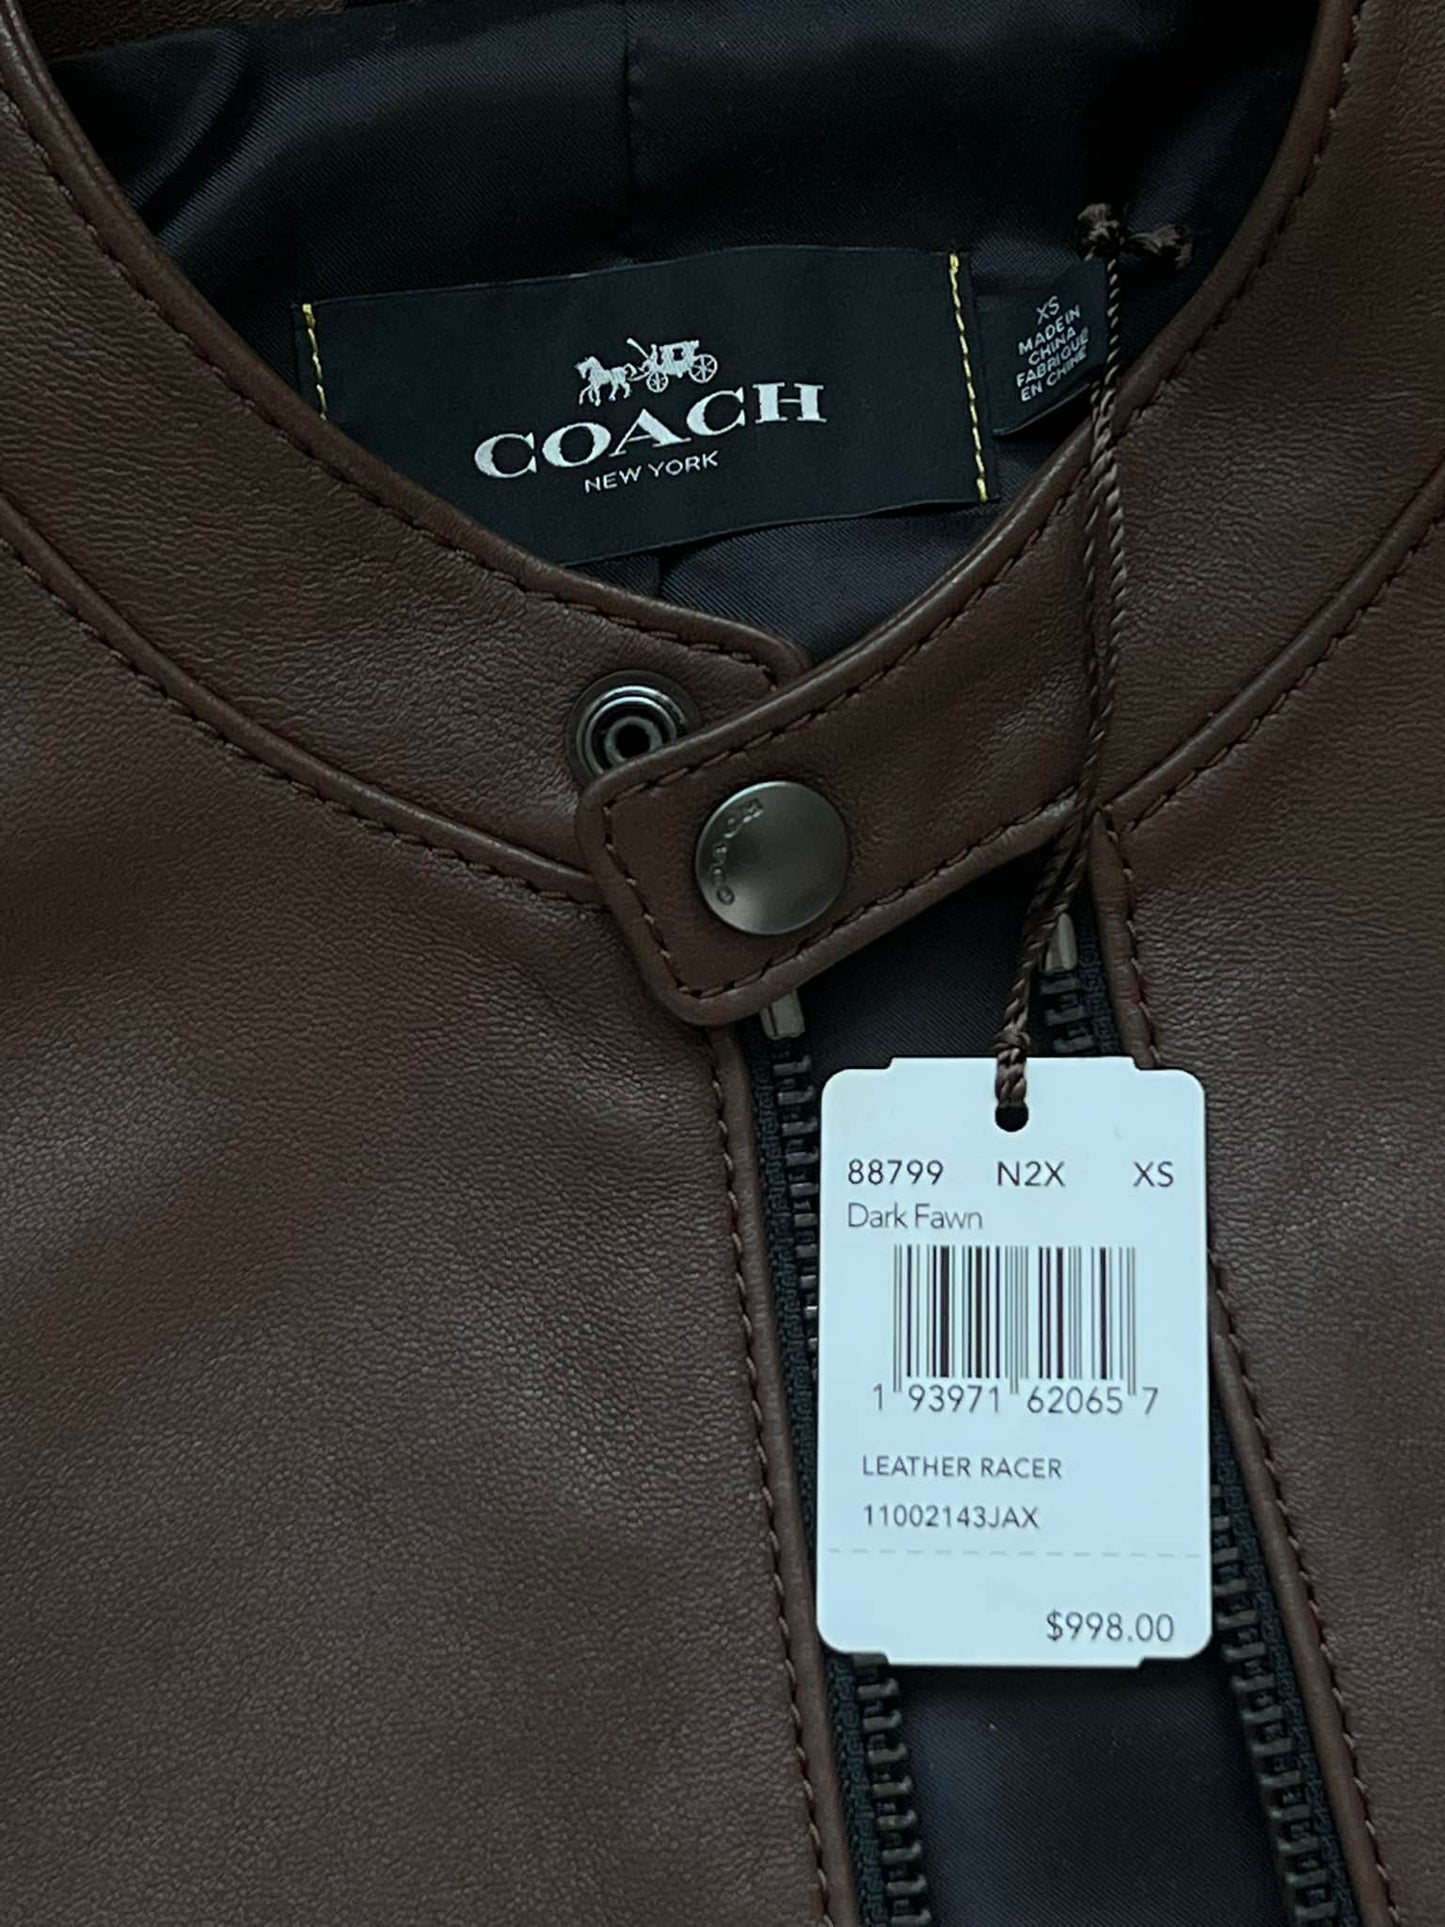 COACH
NEW YORK
XS
MADE IN
CHINA
FABRIQUÉ
EN CHINE
88799 N2X XS
Dark Fawn
1 93971 62065 7
LEATHER RACER
11002143JAX
$998.00